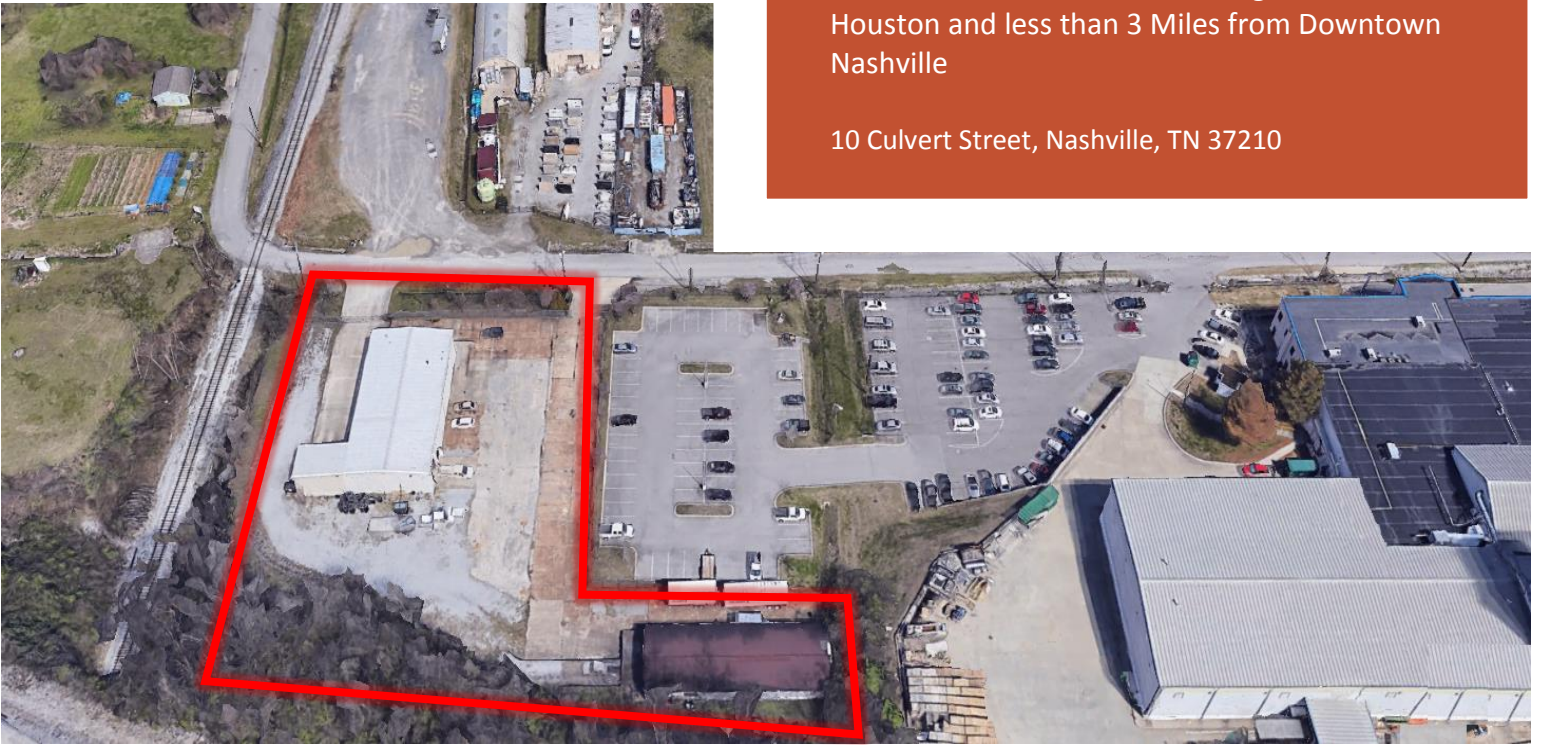 Houston and less than 3 Miles from Downtown
Nashville
10 Culvert Street, Nashville, TN 37210